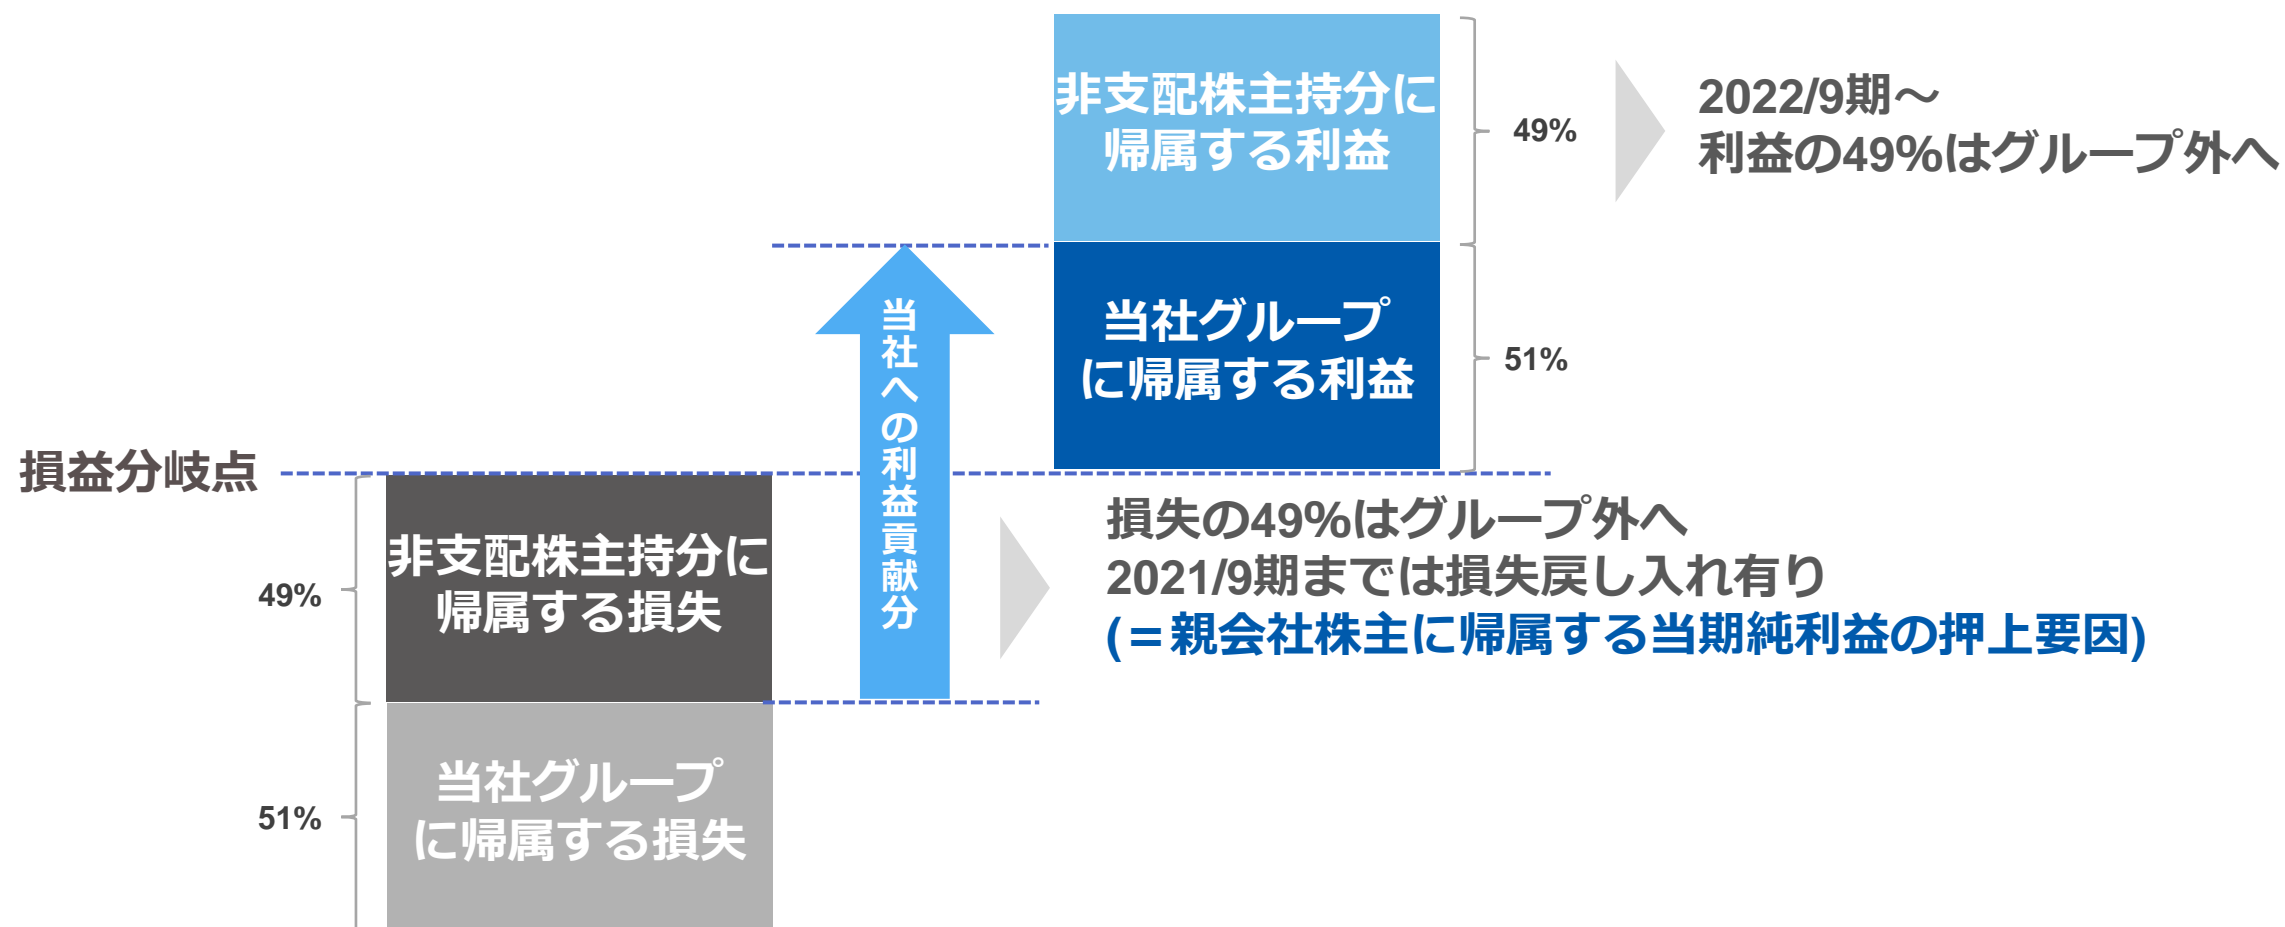 非支配株主持分に
帰属する利益
49%
2022/9期～
利益の49%はグループ外へ
当社グループ
に帰属する利益
51%
当社への利益貢献分
損益分岐点
非支配株主持分に
帰属する損失
49%
損失の49%はグループ外へ
2021/9期までは損失戻し入れ有り
(＝親会社株主に帰属する当期純利益の押上要因)
当社グループ
に帰属する損失
51%